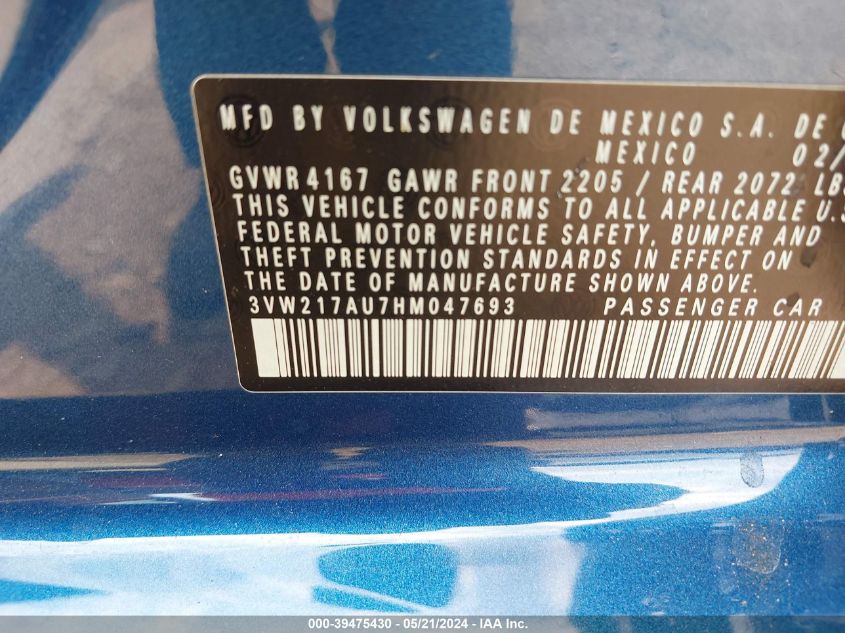 MFD BY VOLKSWAGEN DE MEXICO S.A. DE
MEXICO 02/
GVWR 4167 GAWR FRONT 2205 / REAR 2072 LBS
THIS VEHICLE CONFORMS TO ALL APPLICABLE U.S
FEDERAL MOTOR VEHICLE SAFETY, BUMPER AND
THEFT PREVENTION STANDARDS IN EFFECT ON
THE DATE OF MANUFACTURE SHOWN ABOVE.
3VW217AU7HM047693 PASSENGER CAR
000-39475430 - 05/21/2024 - IAA Inc.